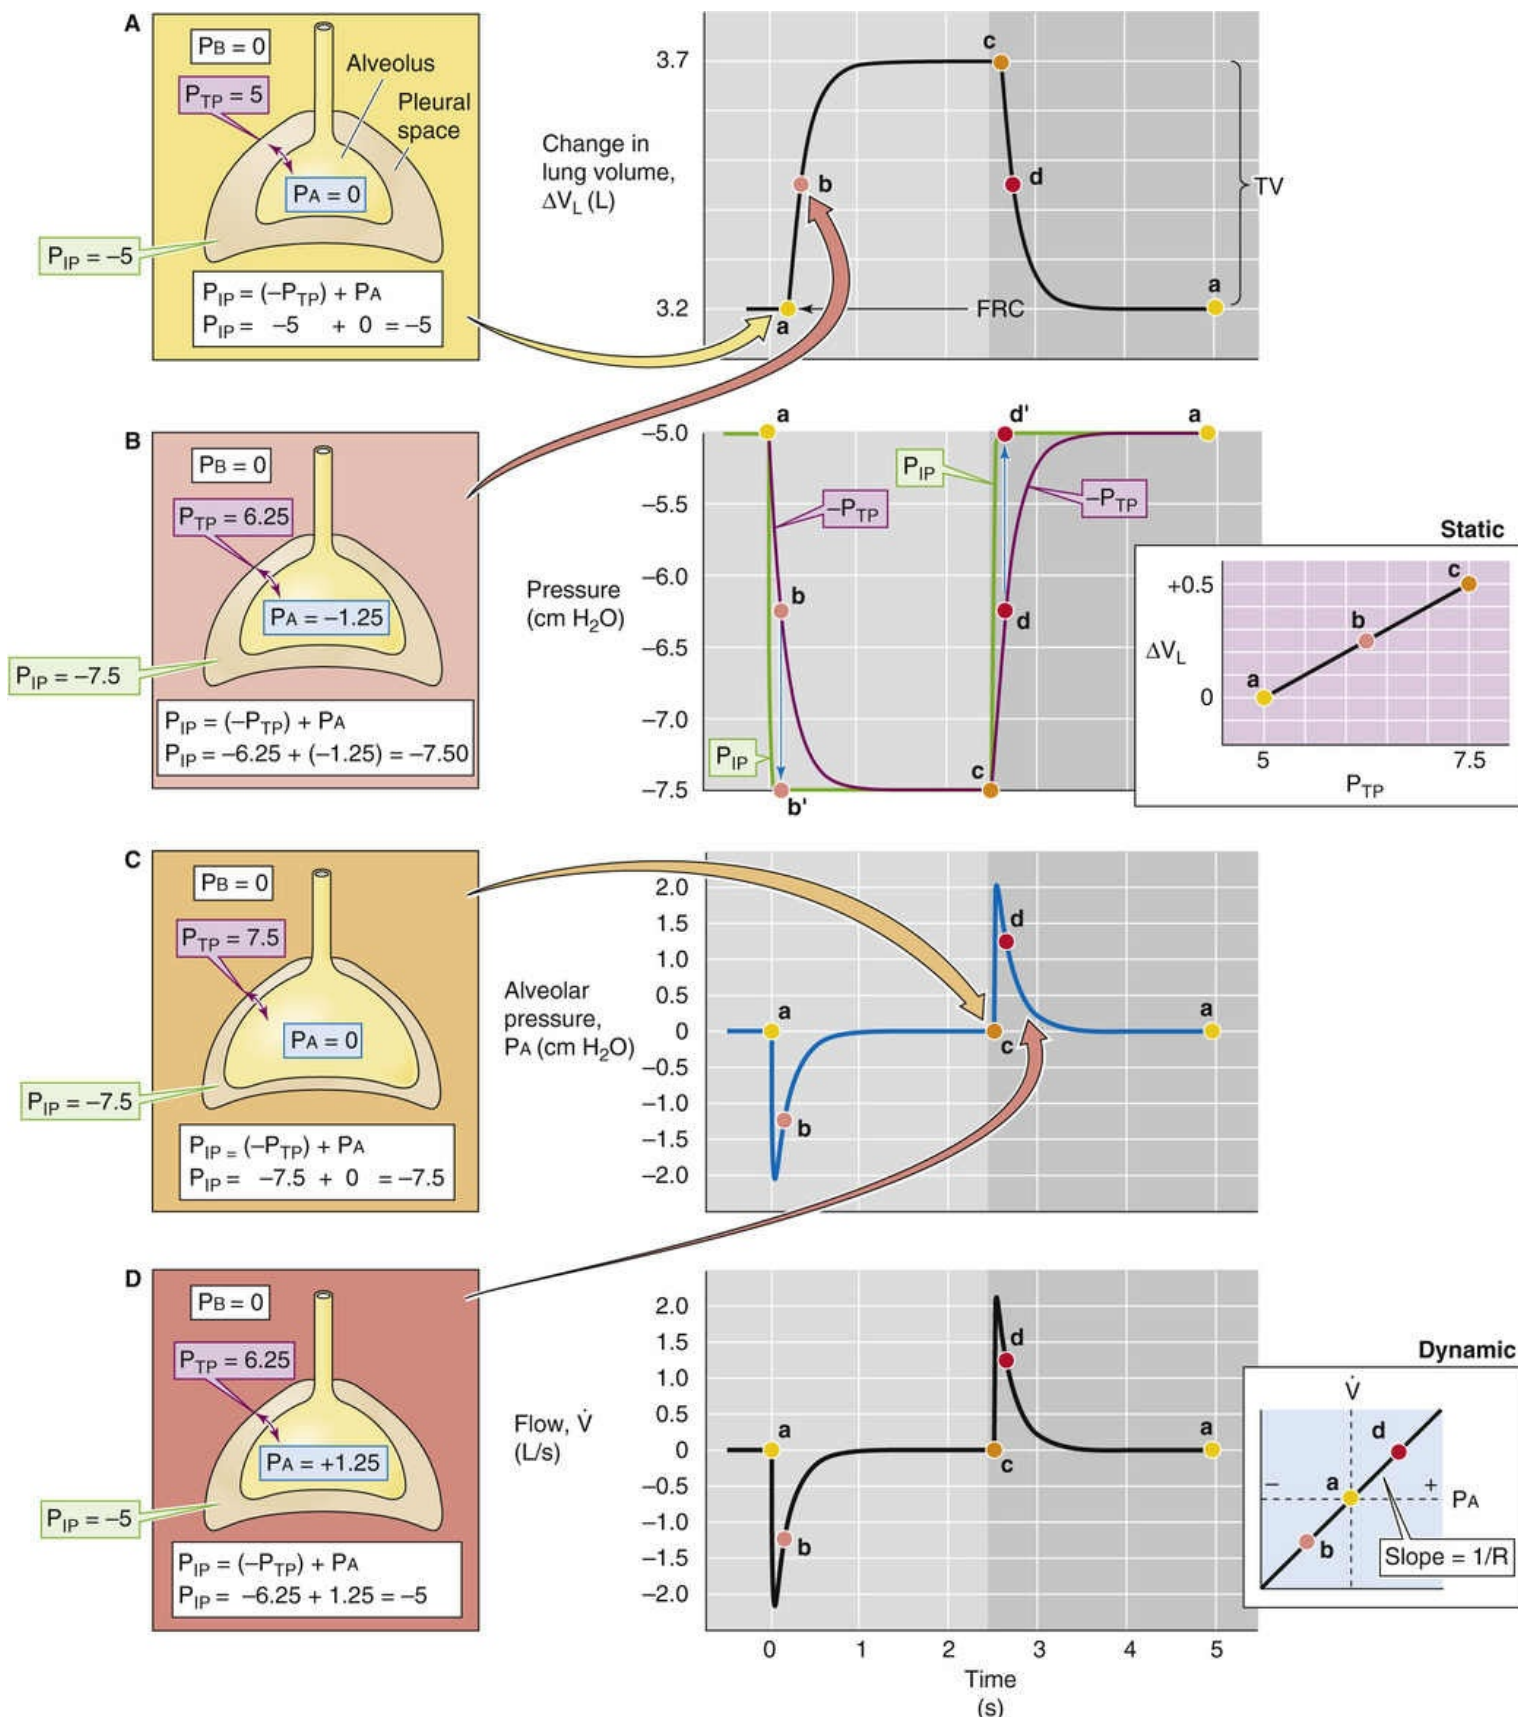 A
PB = 0
Alveolus
PTP = 5
Pleural
space
PA = 0
PIP = –5
PIP = (–PTP) + PA
PIP = –5 + 0 = –5
Change in
lung volume,
ΔVL (L)
3.7
3.2
c
b
d
a
a
FRC
TV
B
PB = 0
PTP = 6.25
PA = –1.25
PIP = –7.5
PIP = (–PTP) + PA
PIP = –6.25 + (–1.25) = –7.50
Pressure
(cm H2O)
–5.0
–5.5
–6.0
–6.5
–7.0
–7.5
a
d'
a
PIP
–PTP
–PTP
b
d
PIP
c
b'
Static
+0.5
ΔVL
0
c
b
a
5
7.5
PTP
C
PB = 0
PTP = 7.5
PA = 0
PIP = –7.5
PIP = (–PTP) + PA
PIP = –7.5 + 0 = –7.5
Alveolar
pressure,
PA (cm H2O)
2.0
1.5
1.0
0.5
0
–0.5
–1.0
–1.5
–2.0
d
a
a
c
b
D
PB = 0
PTP = 6.25
PA = +1.25
PIP = –5
PIP = (–PTP) + PA
PIP = –6.25 + 1.25 = –5
Flow, V̇
(L/s)
2.0
1.5
1.0
0.5
0
–0.5
–1.0
–1.5
–2.0
d
a
a
c
b
0 1 2 3 4 5
Time
(s)
Dynamic
V̇
d
– a + PA
b
Slope = 1/R